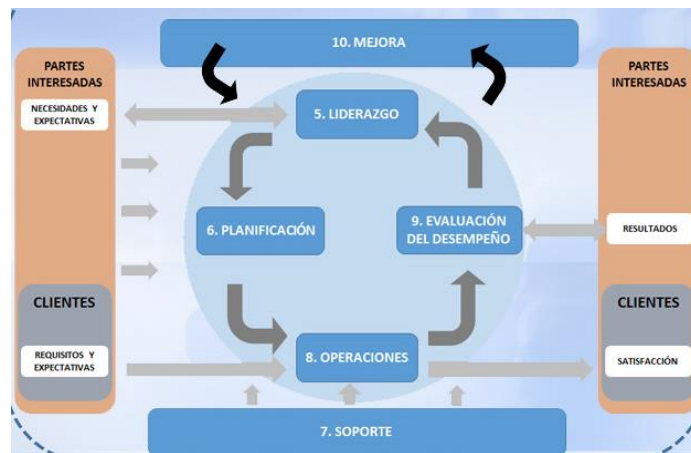 10. MEJORA
PARTES
INTERESADAS
NECESIDADES Y
EXPECTATIVAS
CLIENTES
REQUISITOS Y
EXPECTATIVAS
5. LIDERAZGO
6. PLANIFICACIÓN
9. EVALUACIÓN
DEL DESEMPEÑO
8. OPERACIONES
7. SOPORTE
PARTES
INTERESADAS
RESULTADOS
CLIENTES
SATISFACCIÓN